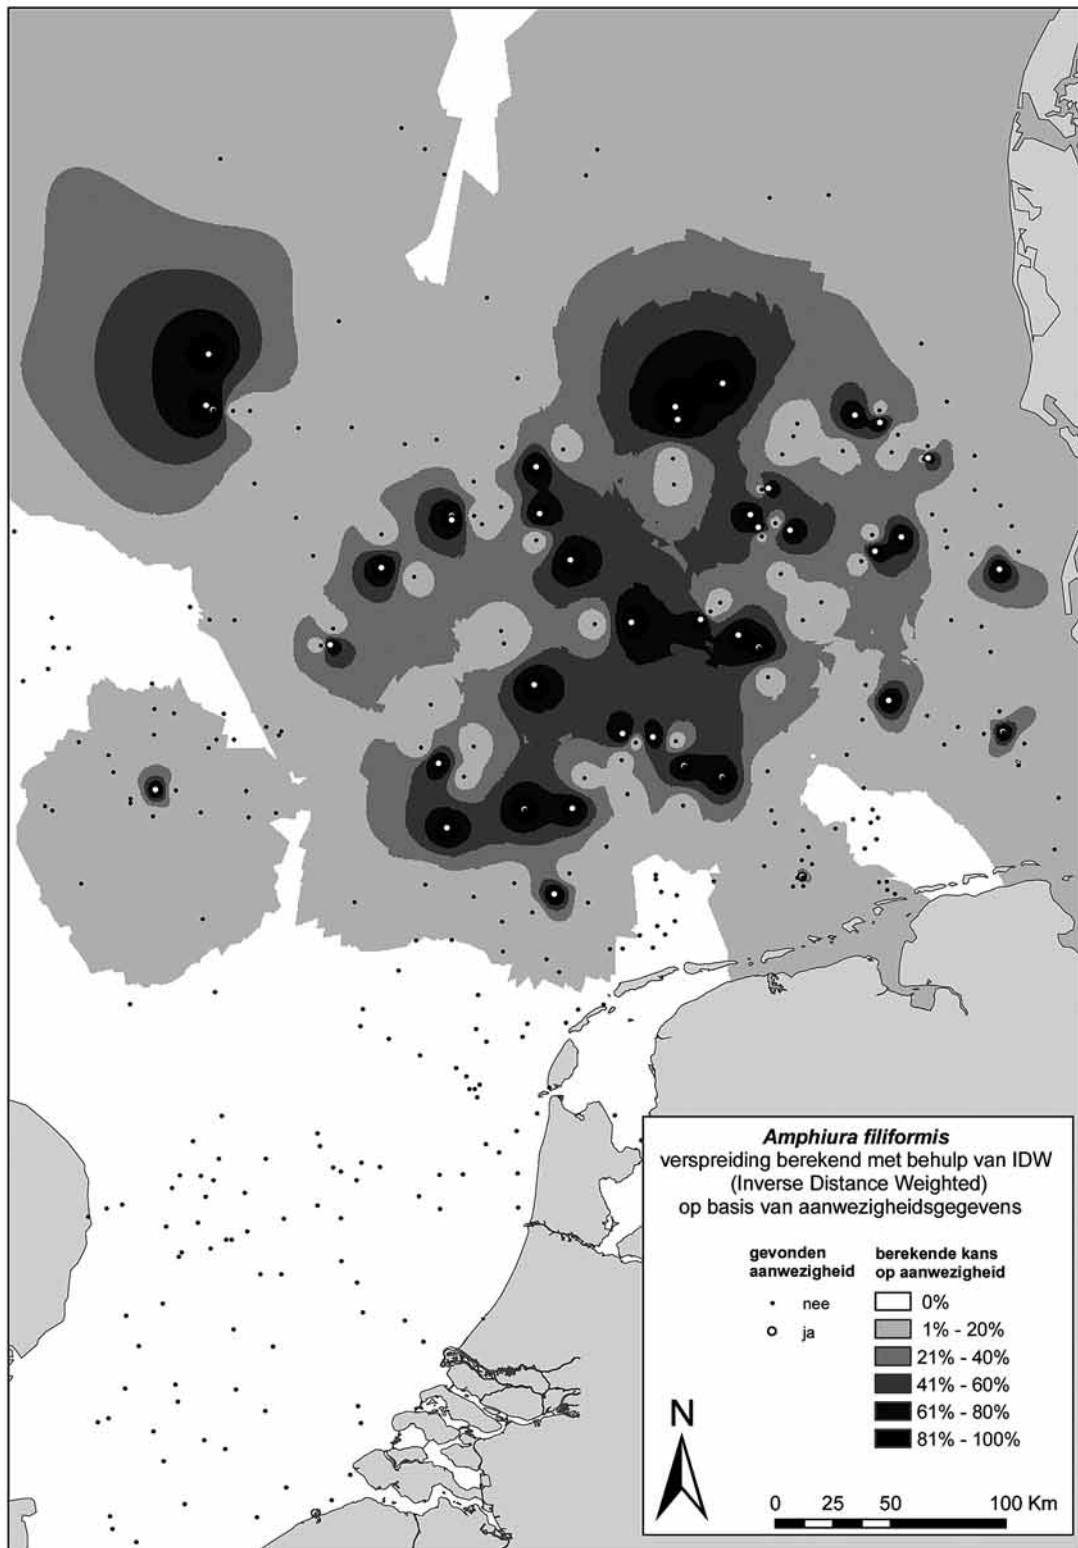 Amphiura filiformis
verspreiding berekend met behulp van IDW
(Inverse Distance Weighted)
op basis van aanwezigheidsgegevens
gevonden
aanwezigheid
nee
ja
berekende kans
op aanwezigheid
0%
1% - 20%
21% - 40%
41% - 60%
61% - 80%
81% - 100%
N
0 25 50 100 Km